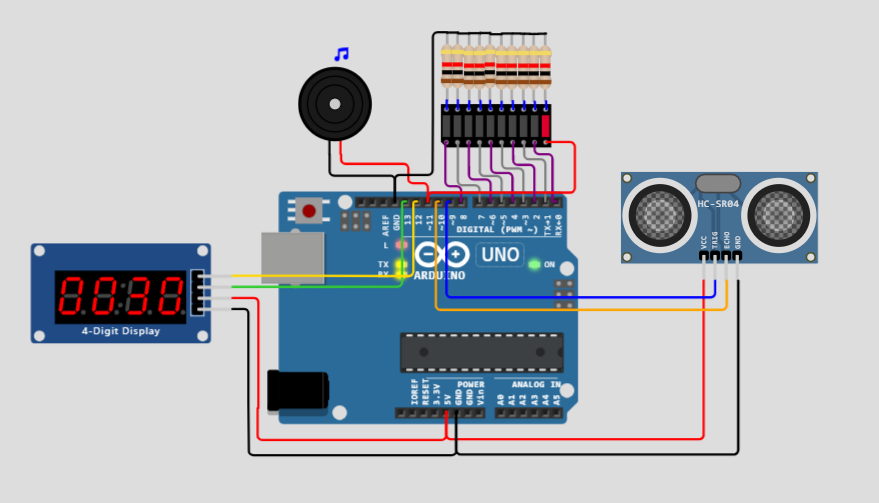 HC-SR04
VCC
TRIG
ECHO
GND
AREF
GND
13
12
~11
~10
~9
8
7
~6
~5
4
~3
2
TX→1
RX←0
DIGITAL (PWM ~)
L
TX
RX
ARDUINO
UNO
ON
0030
4-Digit Display
IOREF
RESET
3.3V
5V
GND
GND
Vin
POWER
ANALOG IN
A0
A1
A2
A3
A4
A5